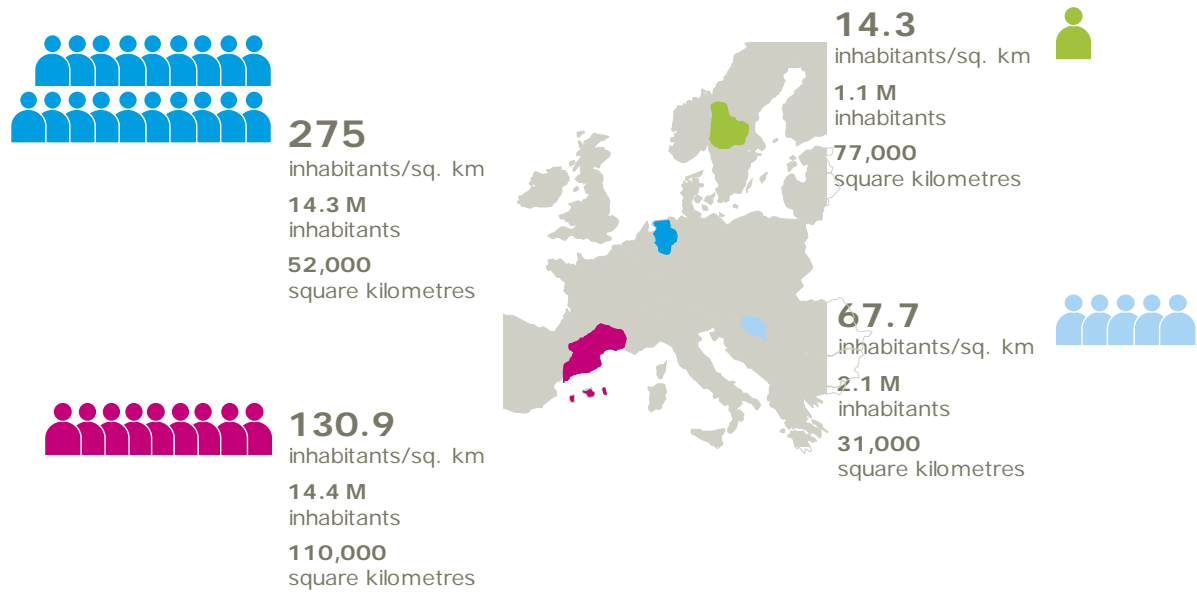 275
inhabitants/sq. km
14.3 M
inhabitants
52,000
square kilometres
130.9
inhabitants/sq. km
14.4 M
inhabitants
110,000
square kilometres
14.3
inhabitants/sq. km
1.1 M
inhabitants
77,000
square kilometres
67.7
inhabitants/sq. km
2.1 M
inhabitants
31,000
square kilometres